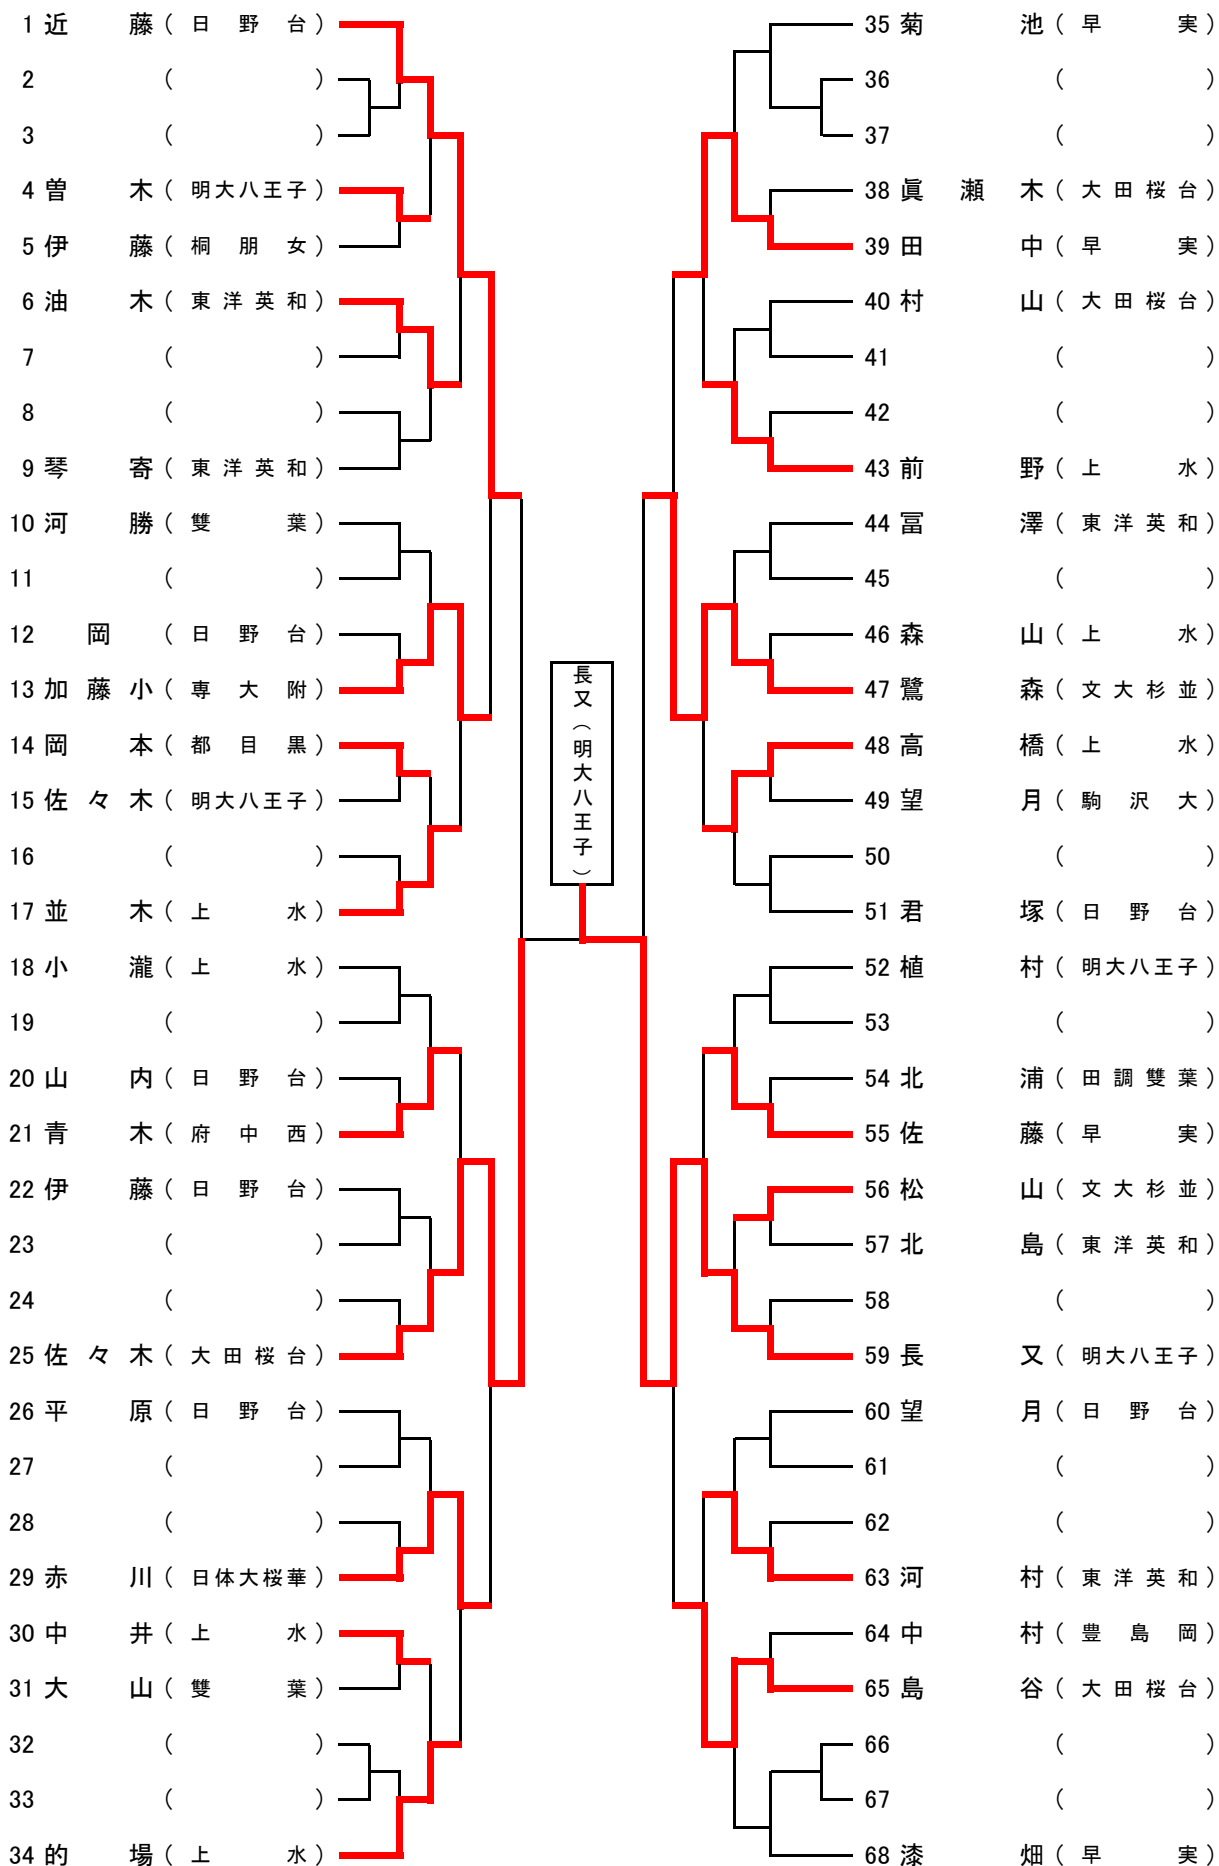 1 近藤 (日野台)
2 ( )
3 ( )
4 曽木 (明大八王子)
5 伊藤 (桐朋女)
6 油木 (東洋英和)
7 ( )
8 ( )
9 琴寄 (東洋英和)
10 河勝 (雙葉)
11 ( )
12 岡 (日野台)
13 加藤小 (専大附)
14 岡本 (都目黒)
15 佐々木 (明大八王子)
16 ( )
17 並木 (上水)
18 小瀧 (上水)
19 ( )
20 山内 (日野台)
21 青木 (府中西)
22 伊藤 (日野台)
23 ( )
24 ( )
25 佐々木 (大田桜台)
26 平原 (日野台)
27 ( )
28 ( )
29 赤川 (日体大桜華)
30 中井 (上水)
31 大山 (雙葉)
32 ( )
33 ( )
34 的場 (上水)
長又(明大八王子)
35 菊池 (早実)
36 ( )
37 ( )
38 眞瀬木 (大田桜台)
39 田中 (早実)
40 村山 (大田桜台)
41 ( )
42 ( )
43 前野 (上水)
44 冨澤 (東洋英和)
45 ( )
46 森山 (上水)
47 鷺森 (文大杉並)
48 高橋 (上水)
49 望月 (駒沢大)
50 ( )
51 君塚 (日野台)
52 植村 (明大八王子)
53 ( )
54 北浦 (田調雙葉)
55 佐藤 (早実)
56 松山 (文大杉並)
57 北島 (東洋英和)
58 ( )
59 長又 (明大八王子)
60 望月 (日野台)
61 ( )
62 ( )
63 河村 (東洋英和)
64 中村 (豊島岡)
65 島谷 (大田桜台)
66 ( )
67 ( )
68 漆畑 (早実)